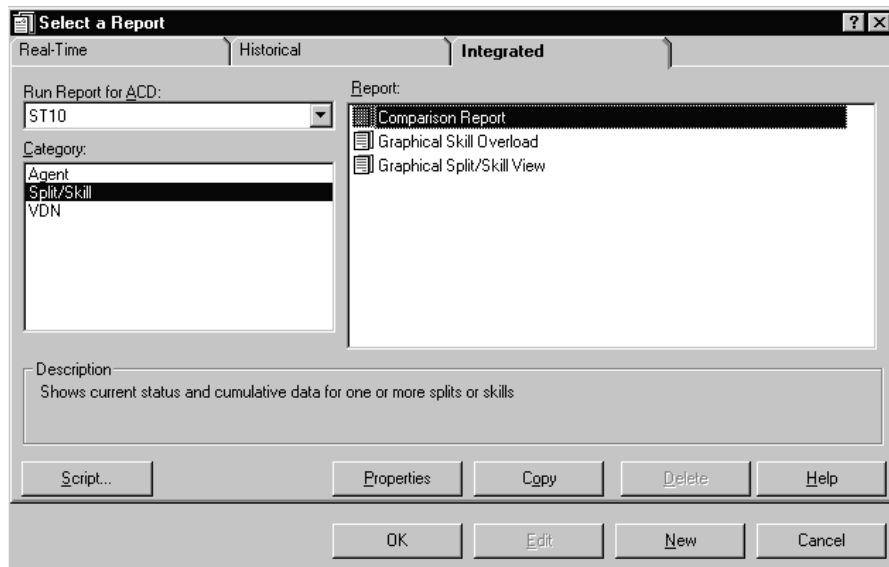 Select a Report
Real-Time Historical Integrated
Run Report for ACD:
ST10
Category:
Agent
Split/Skill
VDN
Report:
Comparison Report
Graphical Skill Overload
Graphical Split/Skill View
Description
Shows current status and cumulative data for one or more splits or skills
Script... Properties Copy Delete Help
OK Edit New Cancel